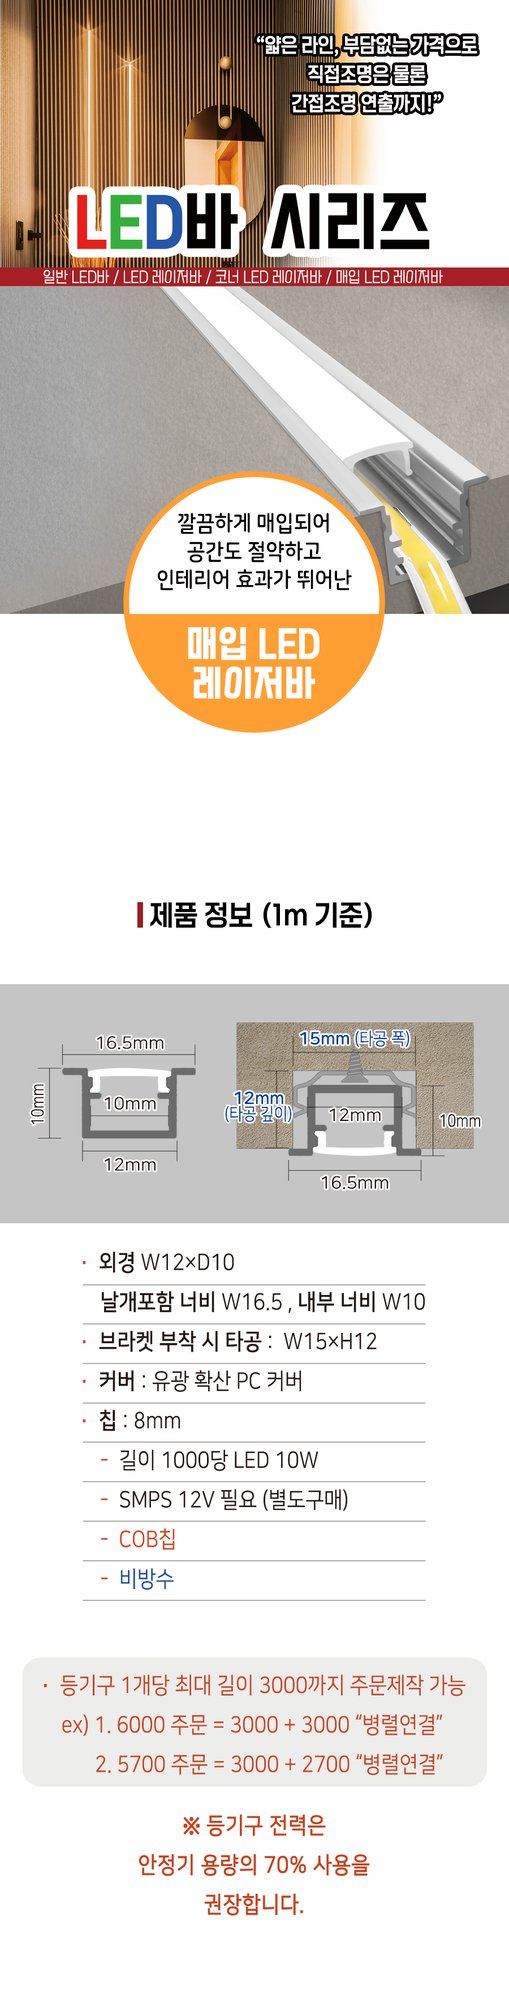 “얇은 라인, 부담없는 가격으로
직접조명은 물론
간접조명 연출까지!”
LED바 시리즈
일반 LED바 / LED 레이저바 / 코너 LED 레이저바 / 매입 LED 레이저바
깔끔하게 매입되어
공간도 절약하고
인테리어 효과가 뛰어난
매입 LED
레이저바
제품 정보 (1m 기준)
16.5mm
10mm
10mm
12mm
15mm (타공 폭)
12mm
(타공 깊이)
12mm
10mm
16.5mm
· 외경 W12×D10
날개포함 너비 W16.5 , 내부 너비 W10
· 브라켓 부착 시 타공 : W15×H12
· 커버 : 유광 확산 PC 커버
· 칩 : 8mm
- 길이 1000당 LED 10W
- SMPS 12V 필요 (별도구매)
- COB칩
- 비방수
· 등기구 1개당 최대 길이 3000까지 주문제작 가능
ex) 1. 6000 주문 = 3000 + 3000 “병렬연결”
2. 5700 주문 = 3000 + 2700 “병렬연결”
※ 등기구 전력은
안정기 용량의 70% 사용을
권장합니다.